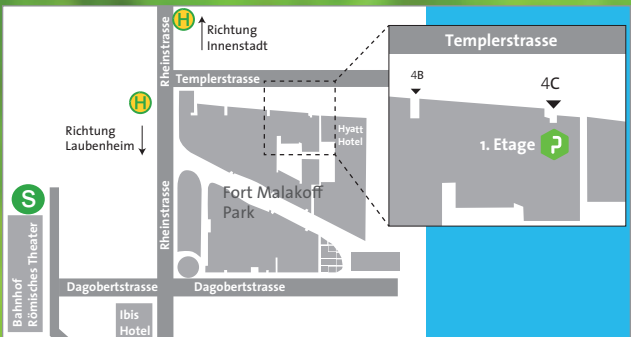 H
Richtung
Innenstadt
Rheinstrasse
Templerstrasse
H
Richtung
Laubenheim
Hyatt
Hotel
Fort Malakoff
Park
Rheinstrasse
S
Bahnhof
Römisches Theater
Dagobertstrasse
Dagobertstrasse
Ibis
Hotel
Templerstrasse
4B
4C
1. Etage